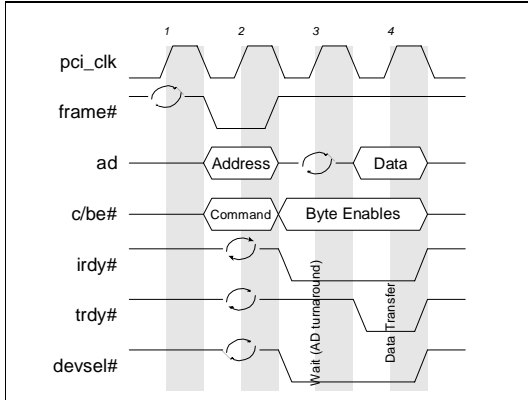 1 2 3 4
pci_clk
frame#
ad Address Data
c/be# Command Byte Enables
irdy#
trdy#
devsel#
Wait (AD turnaround)
Data Transfer